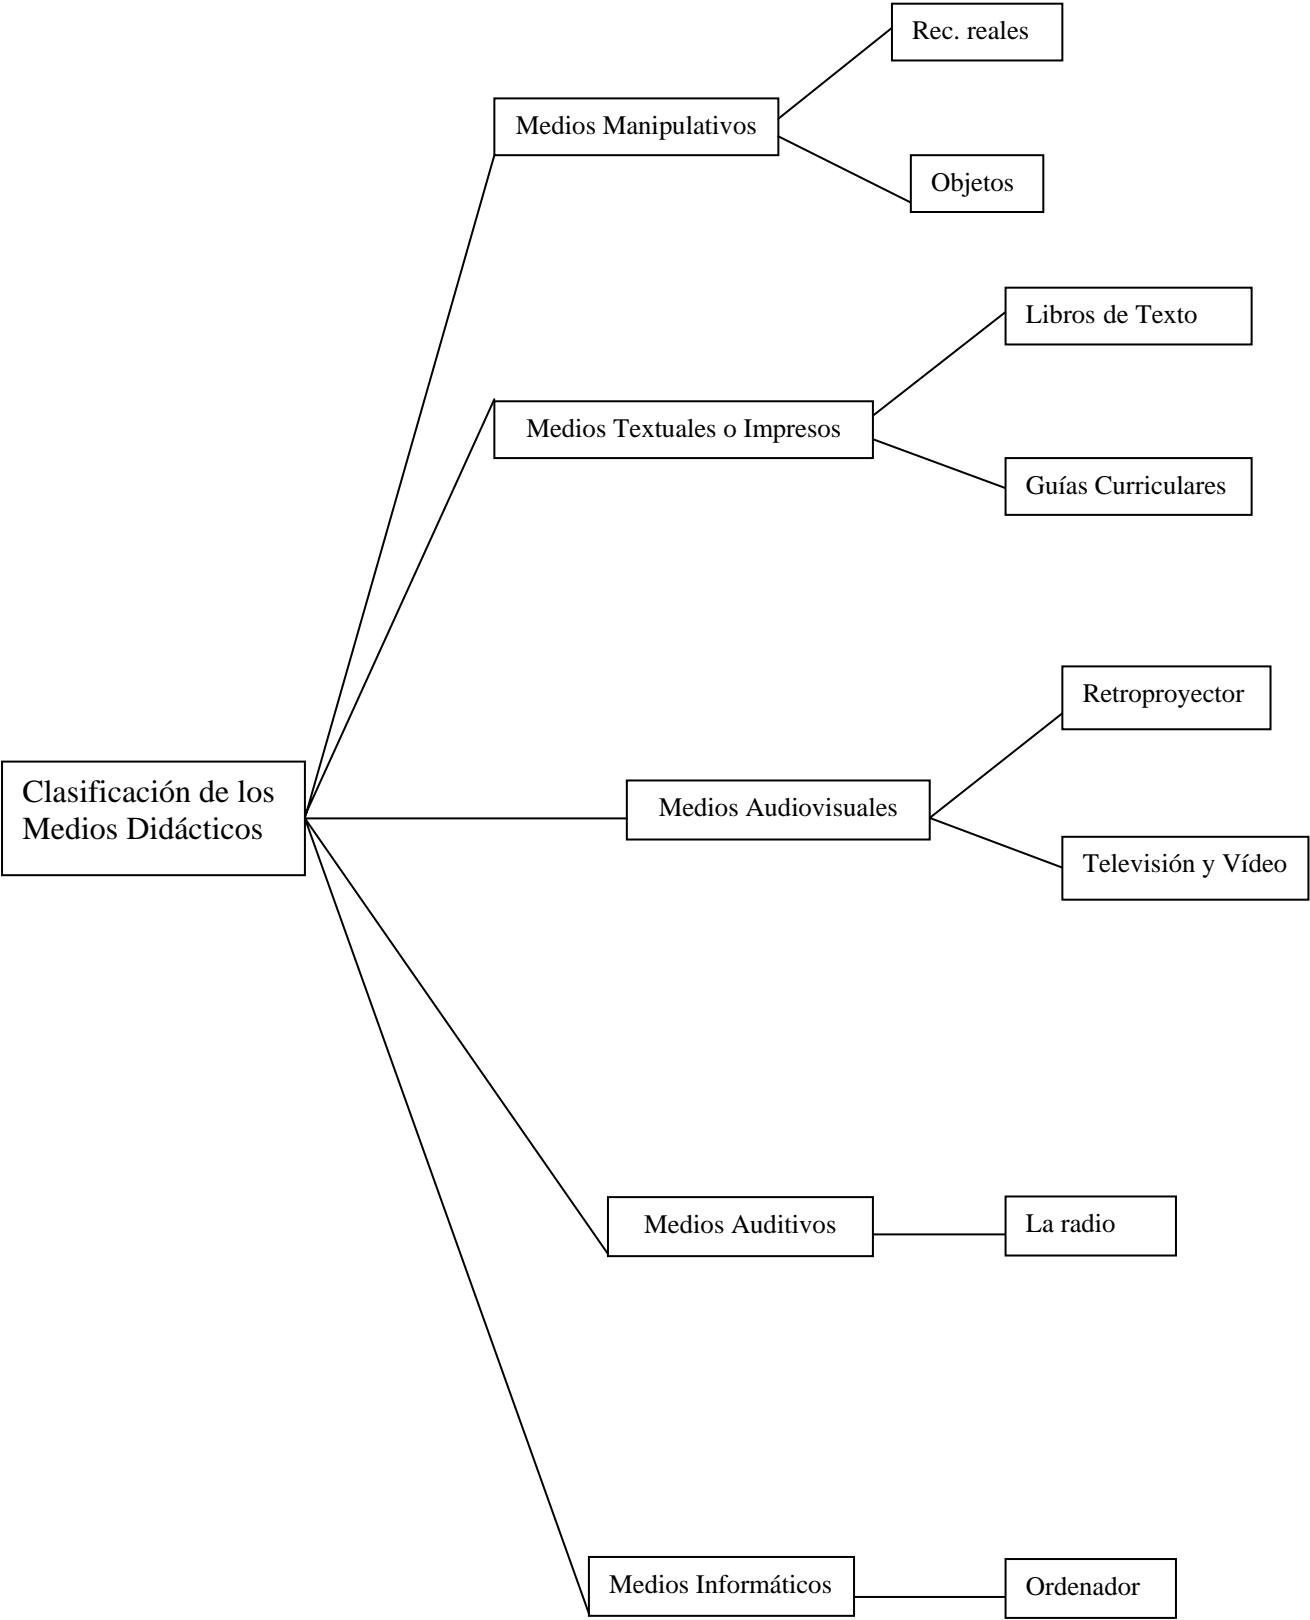 Rec. reales
Medios Manipulativos
Objetos
Libros de Texto
Medios Textuales o Impresos
Guías Curriculares
Retroproyector
Clasificación de los
Medios Didácticos
Medios Audiovisuales
Televisión y Vídeo
Medios Auditivos
La radio
Medios Informáticos
Ordenador